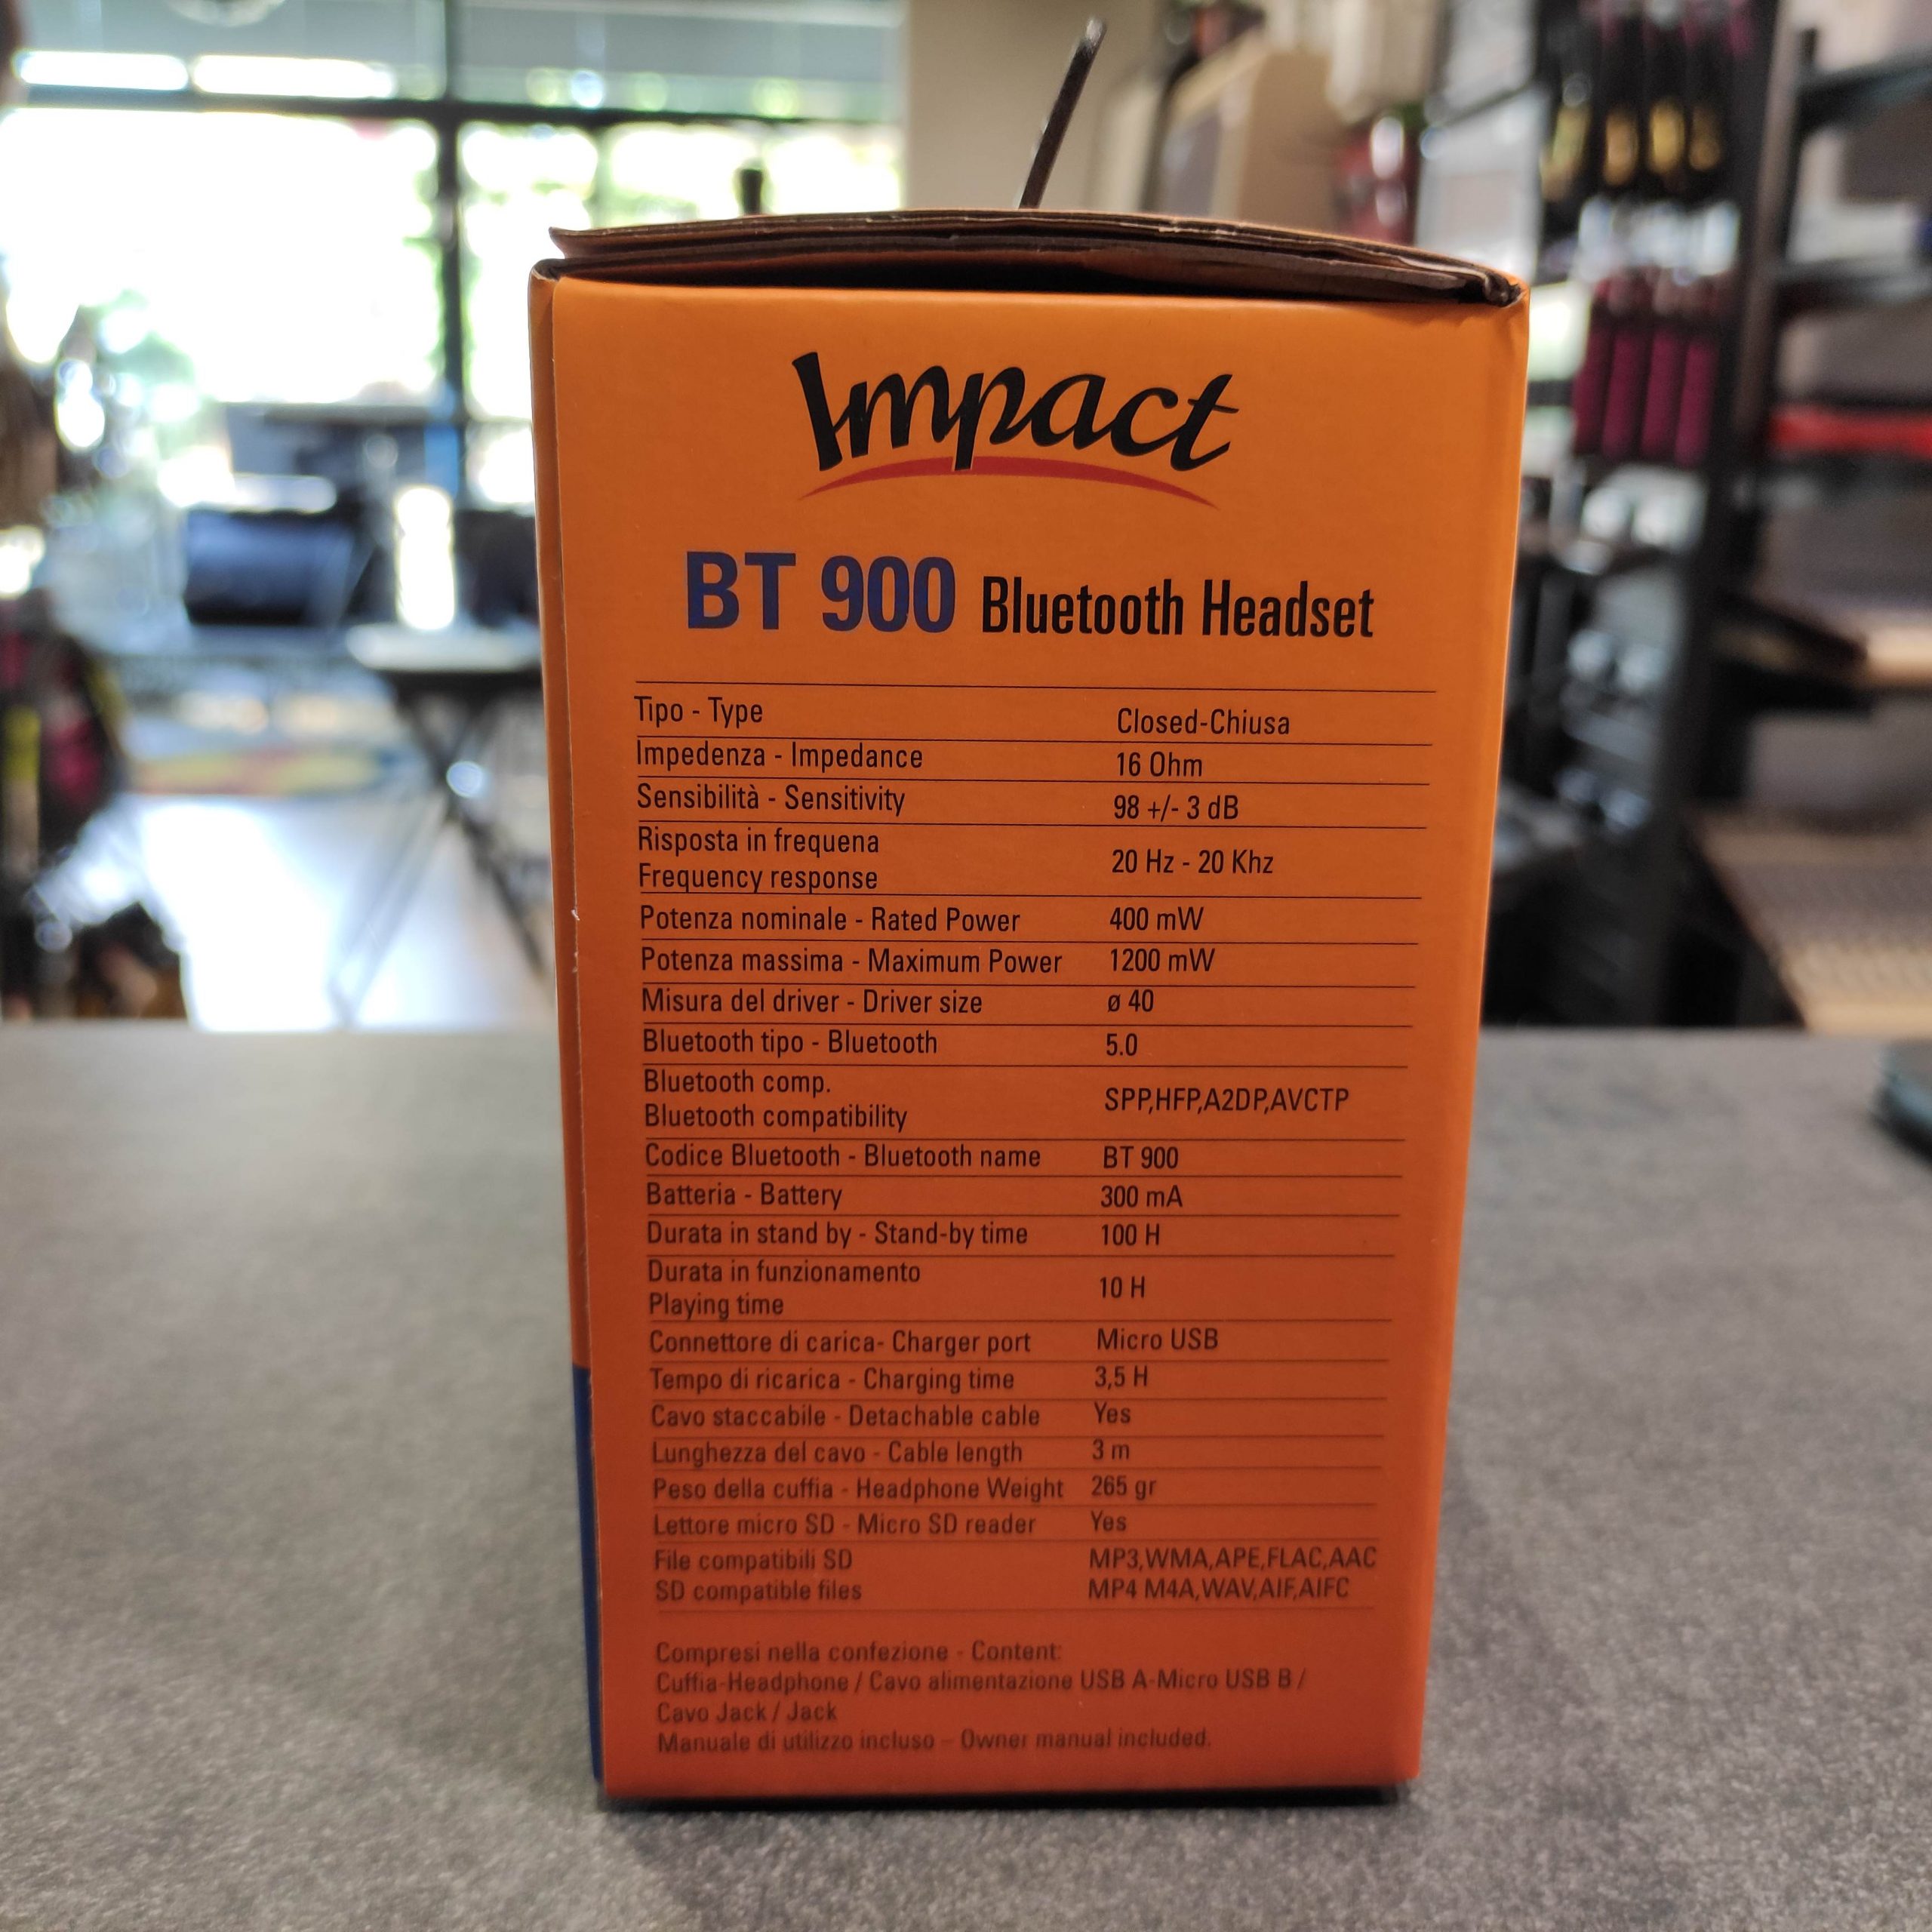 Impact
BT 900 Bluetooth Headset
Tipo - Type Closed-Chiusa
Impedenza - Impedance 16 Ohm
Sensibilità - Sensitivity 98 +/- 3 dB
Risposta in frequena
Frequency response 20 Hz - 20 Khz
Potenza nominale - Rated Power 400 mW
Potenza massima - Maximum Power 1200 mW
Misura del driver - Driver size ø 40
Bluetooth tipo - Bluetooth 5.0
Bluetooth comp.
Bluetooth compatibility SPP,HFP,A2DP,AVCTP
Codice Bluetooth - Bluetooth name BT 900
Batteria - Battery 300 mA
Durata in stand by - Stand-by time 100 H
Durata in funzionamento
Playing time 10 H
Connettore di carica- Charger port Micro USB
Tempo di ricarica - Charging time 3,5 H
Cavo staccabile - Detachable cable Yes
Lunghezza del cavo - Cable length 3 m
Peso della cuffia - Headphone Weight 265 gr
Lettore micro SD - Micro SD reader Yes
File compatibili SD MP3,WMA,APE,FLAC,AAC
SD compatible files MP4 M4A,WAV,AIF,AIFC
Compresi nella confezione - Content:
Cuffia-Headphone / Cavo alimentazione USB A-Micro USB B /
Cavo Jack / Jack
Manuale di utilizzo incluso – Owner manual included.